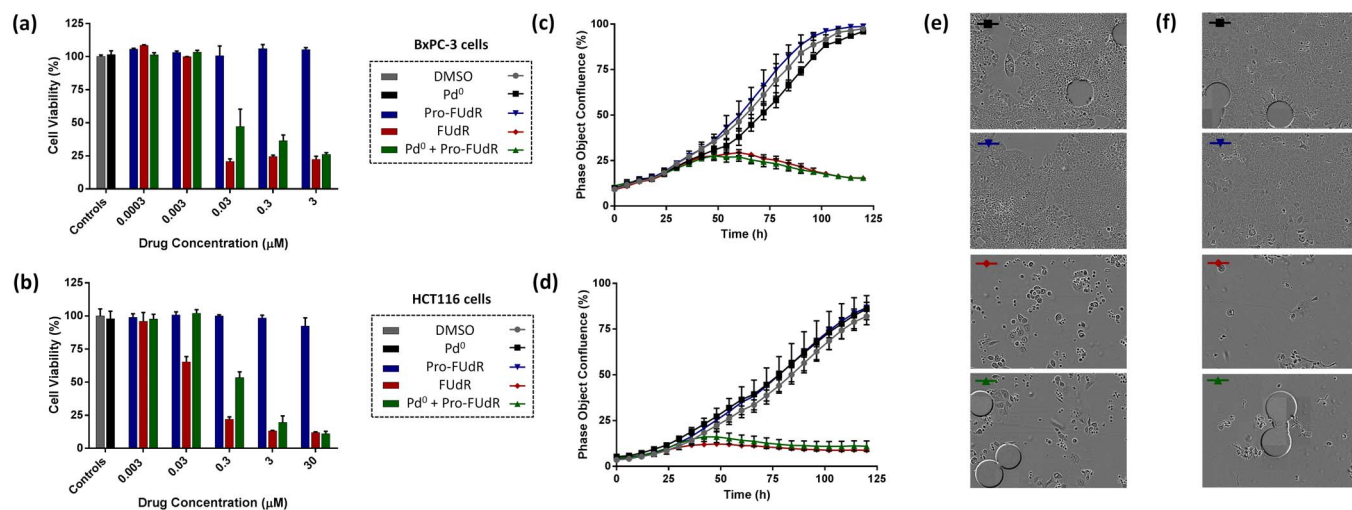 (a)
Cell Viability (%)
125
100
75
50
25
0
Controls
0.0003
0.003
0.03
0.3
3
Drug Concentration (μM)
BxPC-3 cells
DMSO
Pd⁰
Pro-FUdR
FUdR
Pd⁰ + Pro-FUdR
(c)
Phase Object Confluence (%)
100
75
50
25
0
0 25 50 75 100 125
Time (h)
(e)
(f)
(b)
Cell Viability (%)
125
100
75
50
25
0
Controls
0.003
0.03
0.3
3
30
Drug Concentration (μM)
HCT116 cells
DMSO
Pd⁰
Pro-FUdR
FUdR
Pd⁰ + Pro-FUdR
(d)
Phase Object Confluence (%)
100
75
50
25
0
0 25 50 75 100 125
Time (h)